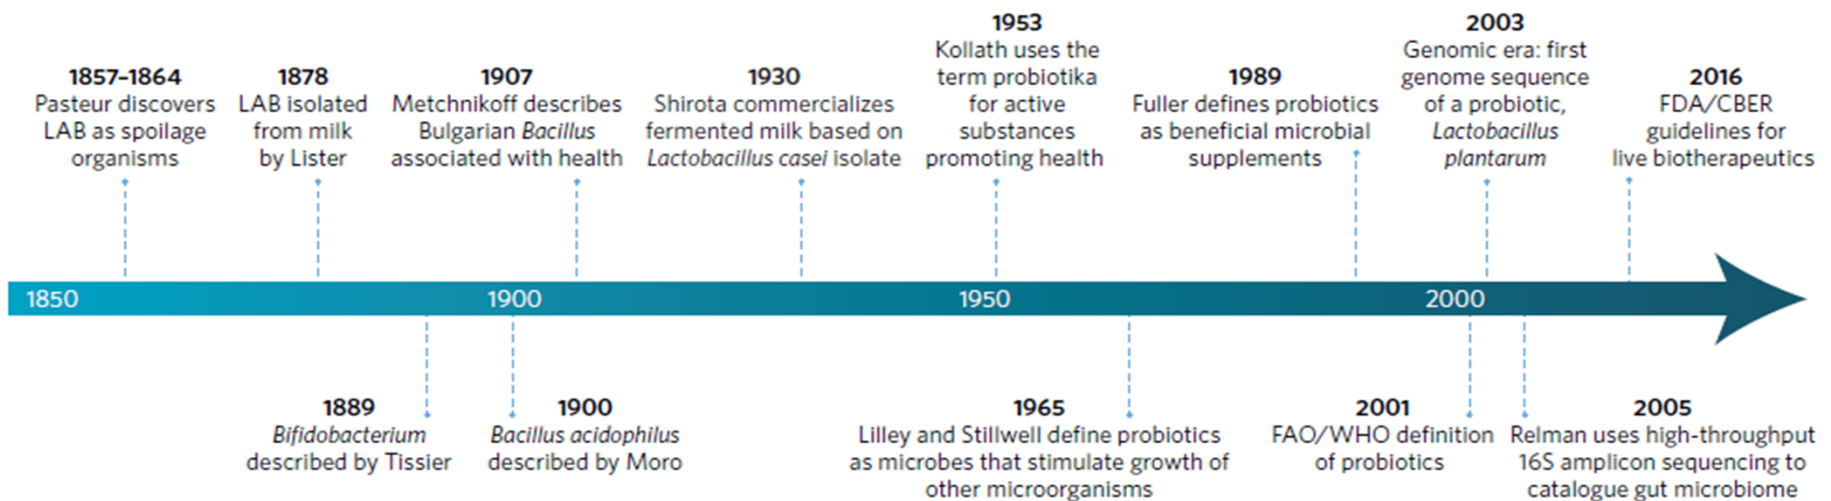 1857–1864
Pasteur discovers
LAB as spoilage
organisms
1878
LAB isolated
from milk
by Lister
1907
Metchnikoff describes
Bulgarian Bacillus
associated with health
1930
Shirota commercializes
fermented milk based on
Lactobacillus casei isolate
1953
Kollath uses the
term probiotika
for active
substances
promoting health
1989
Fuller defines probiotics
as beneficial microbial
supplements
2003
Genomic era: first
genome sequence
of a probiotic,
Lactobacillus
plantarum
2016
FDA/CBER
guidelines for
live biotherapeutics
1850
1900
1950
2000
1889
Bifidobacterium
described by Tissier
1900
Bacillus acidophilus
described by Moro
1965
Lilley and Stillwell define probiotics
as microbes that stimulate growth of
other microorganisms
2001
FAO/WHO definition
of probiotics
2005
Relman uses high-throughput
16S amplicon sequencing to
catalogue gut microbiome